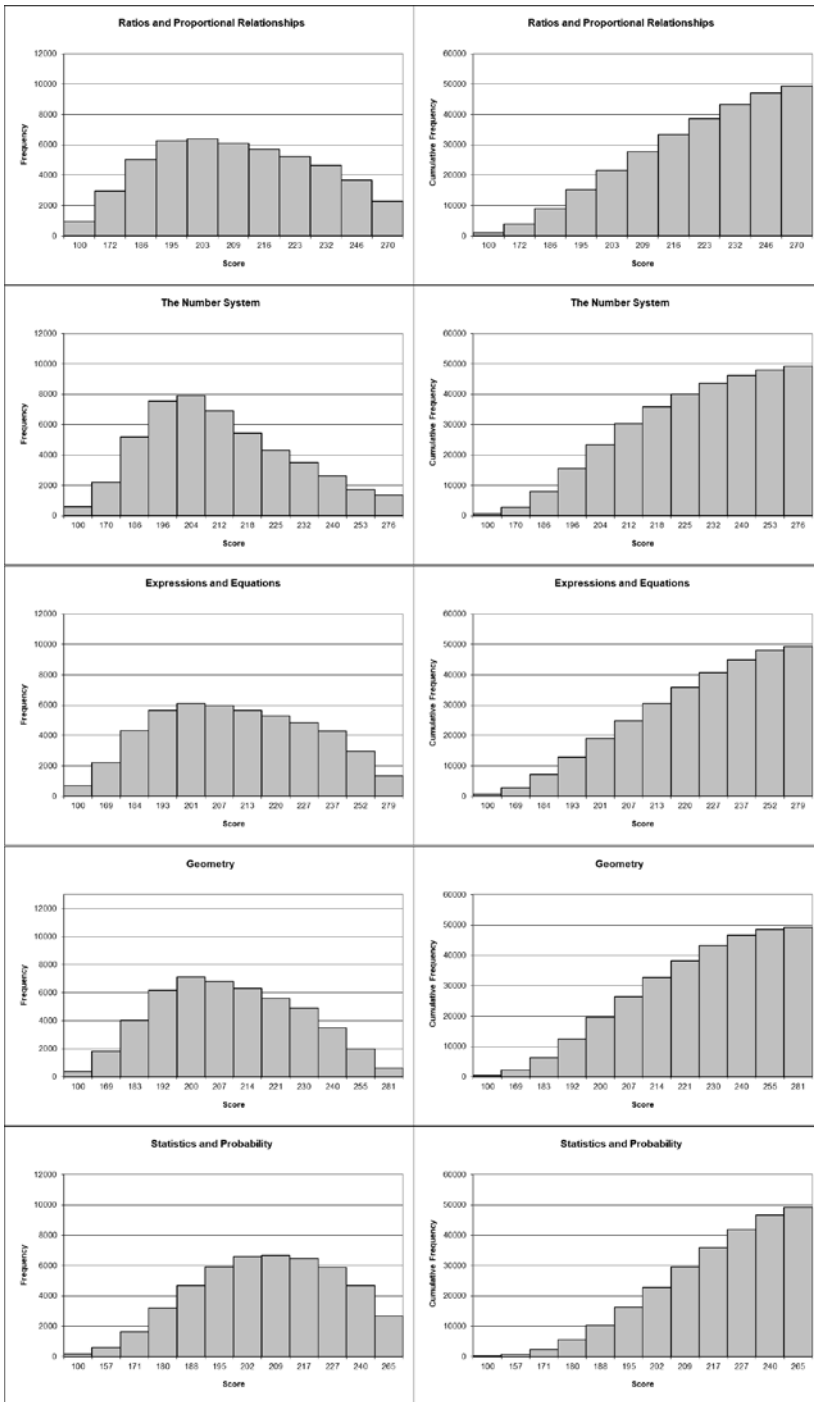 Ratios and Proportional Relationships
12000
10000
8000
6000
4000
2000
0
Frequency
100 172 186 195 203 209 216 223 232 246 270
Score
Ratios and Proportional Relationships
60000
50000
40000
30000
20000
10000
0
Cumulative Frequency
100 172 186 195 203 209 216 223 232 246 270
Score
The Number System
12000
10000
8000
6000
4000
2000
0
Frequency
100 170 186 196 204 212 218 225 232 240 253 276
Score
The Number System
60000
50000
40000
30000
20000
10000
0
Cumulative Frequency
100 170 186 196 204 212 218 225 232 240 253 276
Score
Expressions and Equations
12000
10000
8000
6000
4000
2000
0
Frequency
100 169 184 193 201 207 213 220 227 237 252 279
Score
Expressions and Equations
60000
50000
40000
30000
20000
10000
0
Cumulative Frequency
100 169 184 193 201 207 213 220 227 237 252 279
Score
Geometry
12000
10000
8000
6000
4000
2000
0
Frequency
100 169 183 192 200 207 214 221 230 240 255 281
Score
Geometry
60000
50000
40000
30000
20000
10000
0
Cumulative Frequency
100 169 183 192 200 207 214 221 230 240 255 281
Score
Statistics and Probability
12000
10000
8000
6000
4000
2000
0
Frequency
100 157 171 180 188 195 202 209 217 227 240 265
Score
Statistics and Probability
60000
50000
40000
30000
20000
10000
0
Cumulative Frequency
100 157 171 180 188 195 202 209 217 227 240 265
Score